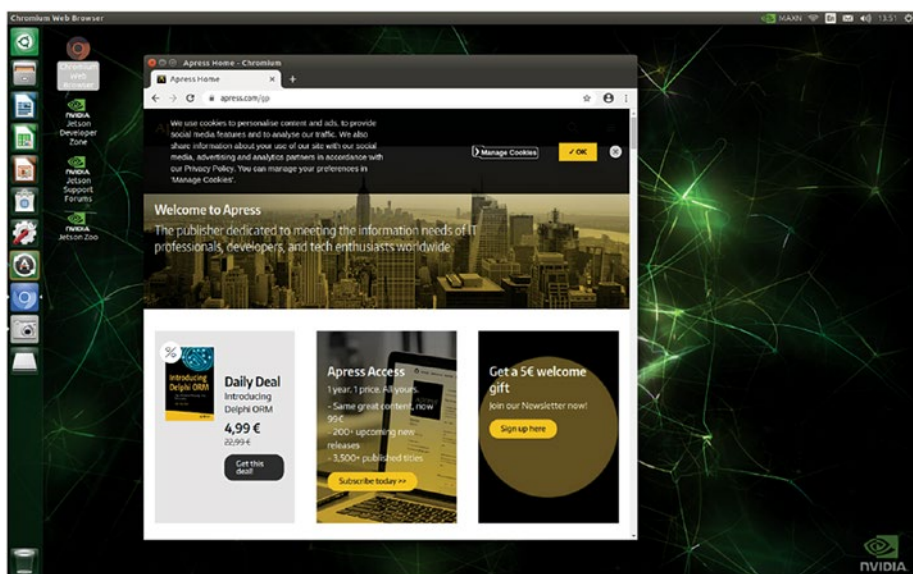 Chromium Web Browser
MAXN
En
13:51
Chromium
Web
Browser
NVIDIA
Jetson
Developer
Zone
NVIDIA
Jetson
Support
Forums
NVIDIA
Jetson Zoo
Apress Home - Chromium
Apress Home
apress.com/gp
We use cookies to personalise content and ads, to provide
social media features and to analyse our traffic. We also
share information about your use of our site with our social
media, advertising and analytics partners in accordance with
our Privacy Policy. You can manage your preferences in
'Manage Cookies'.
Manage Cookies
✓ OK
Welcome to Apress
The publisher dedicated to meeting the information needs of IT
professionals, developers, and tech enthusiasts worldwide
%
Introducing
Delphi ORM
Daily Deal
Introducing
Delphi ORM
4,99 €
22,99 €
Get this
deal!
Apress Access
1 year. 1 price. All yours.
- Same great content, now
99€
- 200+ upcoming new
releases
- 3,500+ published titles
Subscribe today >>
Get a 5€ welcome
gift
Join our Newsletter now!
Sign up here
NVIDIA.